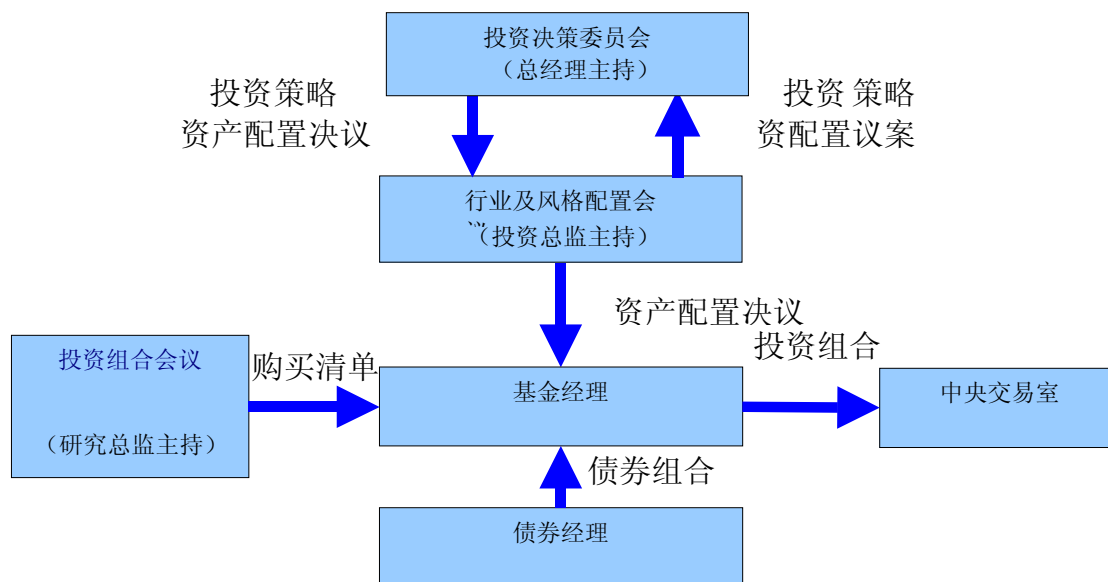 投资决策委员会
（总经理主持）
投资策略
资产配置决议
投资 策略
资配置议案
行业及风格配置会
（投资总监主持）
资产配置决议
投资组合会议
（研究总监主持）
购买清单
基金经理
投资组合
中央交易室
债券组合
债券经理